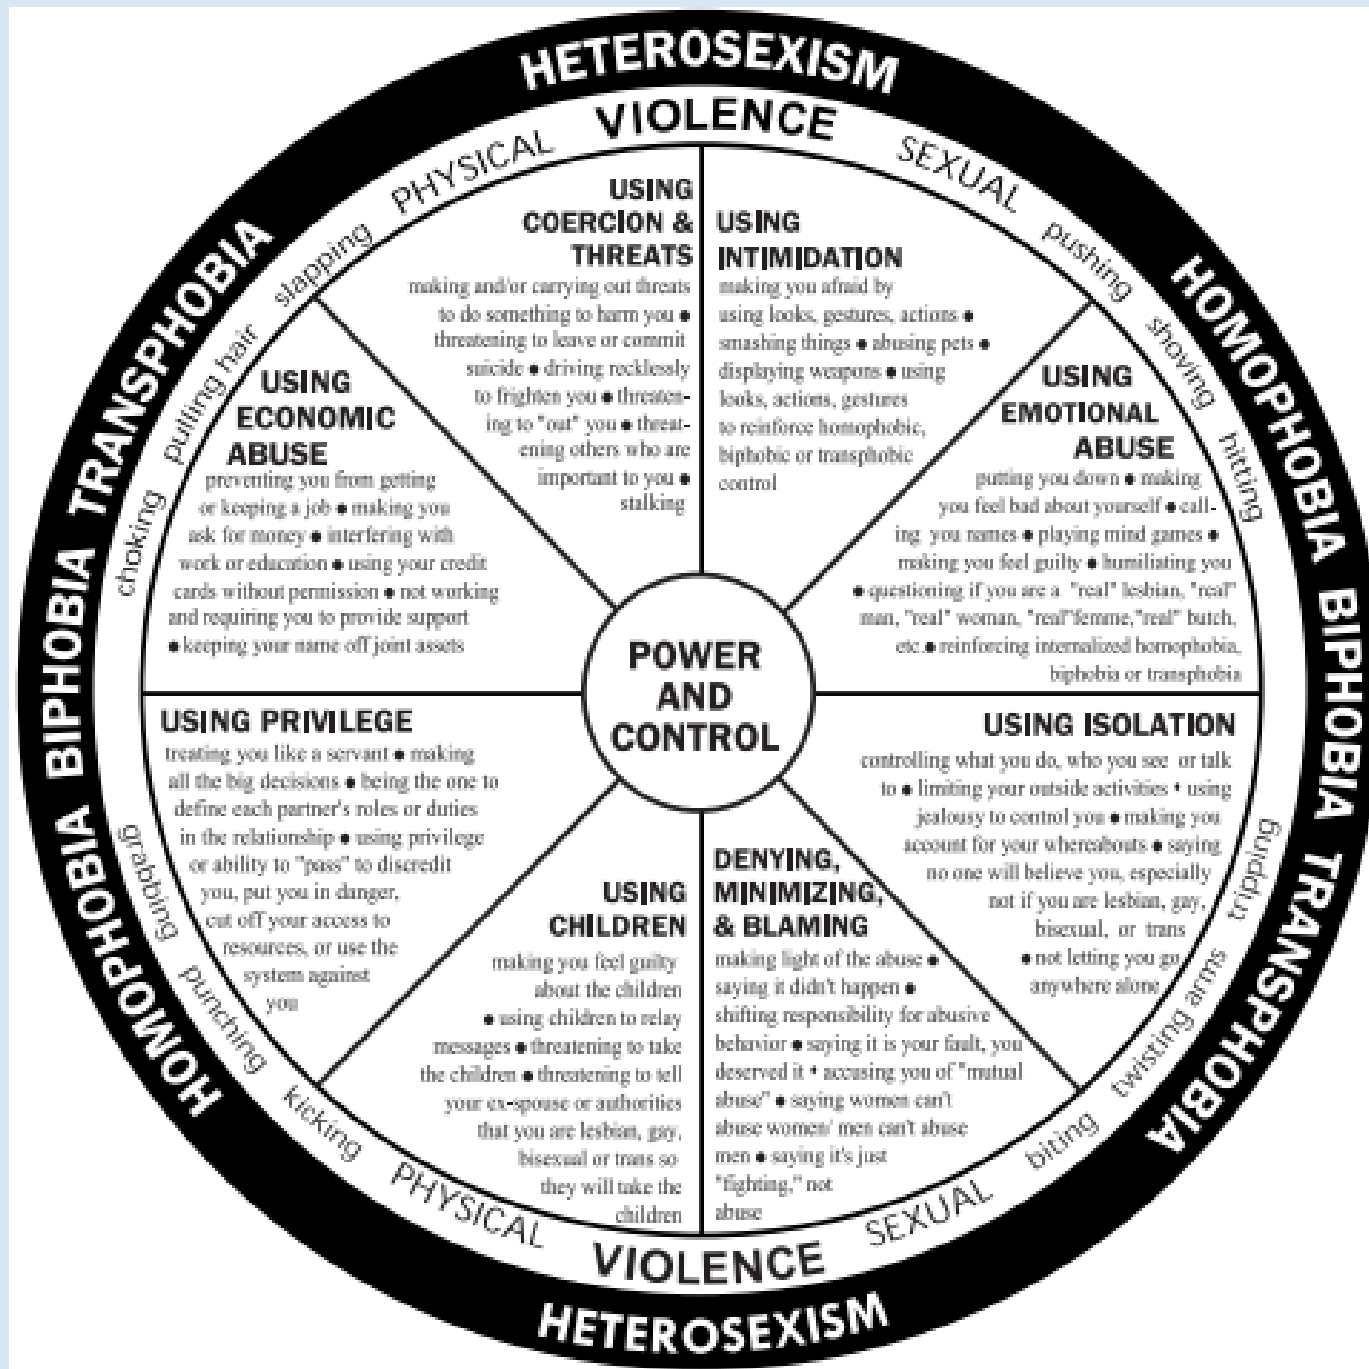 HETEROSEXISM
VIOLENCE
PHYSICAL
SEXUAL
slapping
pulling hair
choking
pushing
shoving
hitting
TRANSPHOBIA
BIPHOBIA
HOMOPHOBIA
HOMOPHOBIA
BIPHOBIA
TRANSPHOBIA
USING
COERCION &
THREATS
making and/or carrying out threats
to do something to harm you ●
threatening to leave or commit
suicide ● driving recklessly
to frighten you ● threaten-
ing to "out" you ● threat-
ening others who are
important to you ●
stalking
USING
INTIMIDATION
making you afraid by
using looks, gestures, actions ●
smashing things ● abusing pets ●
displaying weapons ● using
looks, actions, gestures
to reinforce homophobic,
biphobic or transphobic
control
USING
ECONOMIC
ABUSE
preventing you from getting
or keeping a job ● making you
ask for money ● interfering with
work or education ● using your credit
cards without permission ● not working
and requiring you to provide support
● keeping your name off joint assets
USING
EMOTIONAL
ABUSE
putting you down ● making
you feel bad about yourself ● call-
ing you names ● playing mind games ●
making you feel guilty ● humiliating you
● questioning if you are a "real" lesbian, "real"
man, "real" woman, "real"femme,"real" butch,
etc.● reinforcing internalized homophobia,
biphobia or transphobia
POWER
AND
CONTROL
USING PRIVILEGE
treating you like a servant ● making
all the big decisions ● being the one to
define each partner's roles or duties
in the relationship ● using privilege
or ability to "pass" to discredit
you, put you in danger,
cut off your access to
resources, or use the
system against
you
USING ISOLATION
controlling what you do, who you see or talk
to ● limiting your outside activities • using
jealousy to control you ● making you
account for your whereabouts ● saying
no one will believe you, especially
not if you are lesbian, gay,
bisexual, or trans
● not letting you go
anywhere alone
USING
CHILDREN
making you feel guilty
about the children
● using children to relay
messages ● threatening to take
the children ● threatening to tell
your ex-spouse or authorities
that you are lesbian, gay,
bisexual or trans so
they will take the
children
DENYING,
MINIMIZING,
& BLAMING
making light of the abuse ●
saying it didn't happen ●
shifting responsibility for abusive
behavior ● saying it is your fault, you
deserved it • accusing you of "mutual
abuse" ● saying women can't
abuse women/ men can't abuse
men ● saying it's just
"fighting," not
abuse
grabbing
punching
kicking
tripping
twisting arms
biting
PHYSICAL
SEXUAL
VIOLENCE
HETEROSEXISM